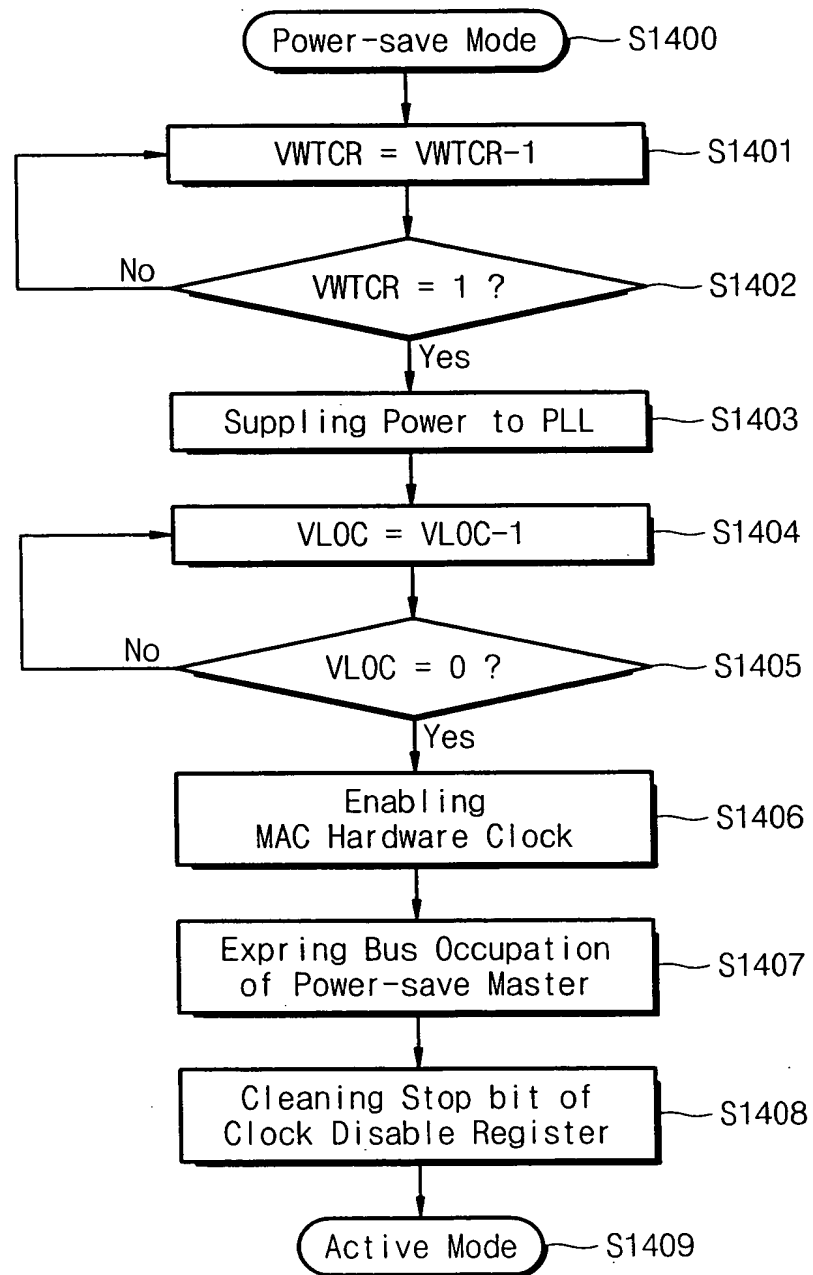 Power-save Mode S1400
VWTCR = VWTCR-1 S1401
No
VWTCR = 1 ? S1402
Yes
Suppling Power to PLL S1403
VLOC = VLOC-1 S1404
No
VLOC = 0 ? S1405
Yes
Enabling
MAC Hardware Clock S1406
Expring Bus Occupation
of Power-save Master S1407
Cleaning Stop bit of
Clock Disable Register S1408
Active Mode S1409